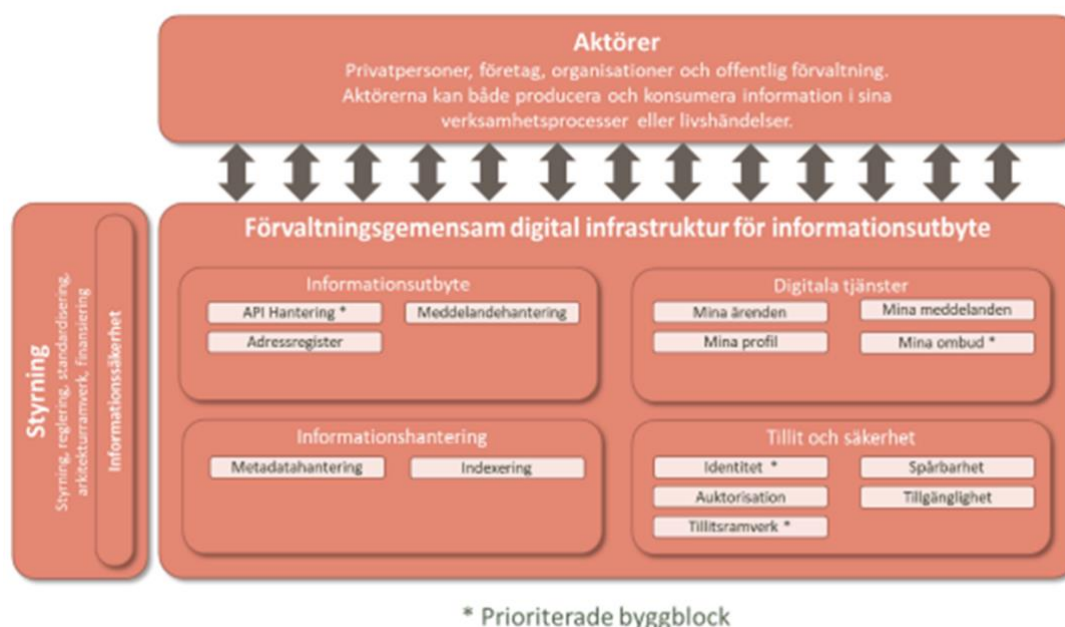 Aktörer
Privatpersoner, företag, organisationer och offentlig förvaltning.
Aktörerna kan både producera och konsumera information i sina
verksamhetsprocesser eller livshändelser.
Styrning
Styrning, reglering, standardisering,
arkitekturramverk, finansiering
Informationssäkerhet
Förvaltningsgemensam digital infrastruktur för informationsutbyte
Informationsutbyte
API Hantering *
Meddelandehantering
Adressregister
Digitala tjänster
Mina ärenden
Mina meddelanden
Mina profil
Mina ombud *
Informationshantering
Metadatahantering
Indexering
Tillit och säkerhet
Identitet *
Spårbarhet
Auktorisation
Tillgänglighet
Tillitsramverk *
* Prioriterade byggblock